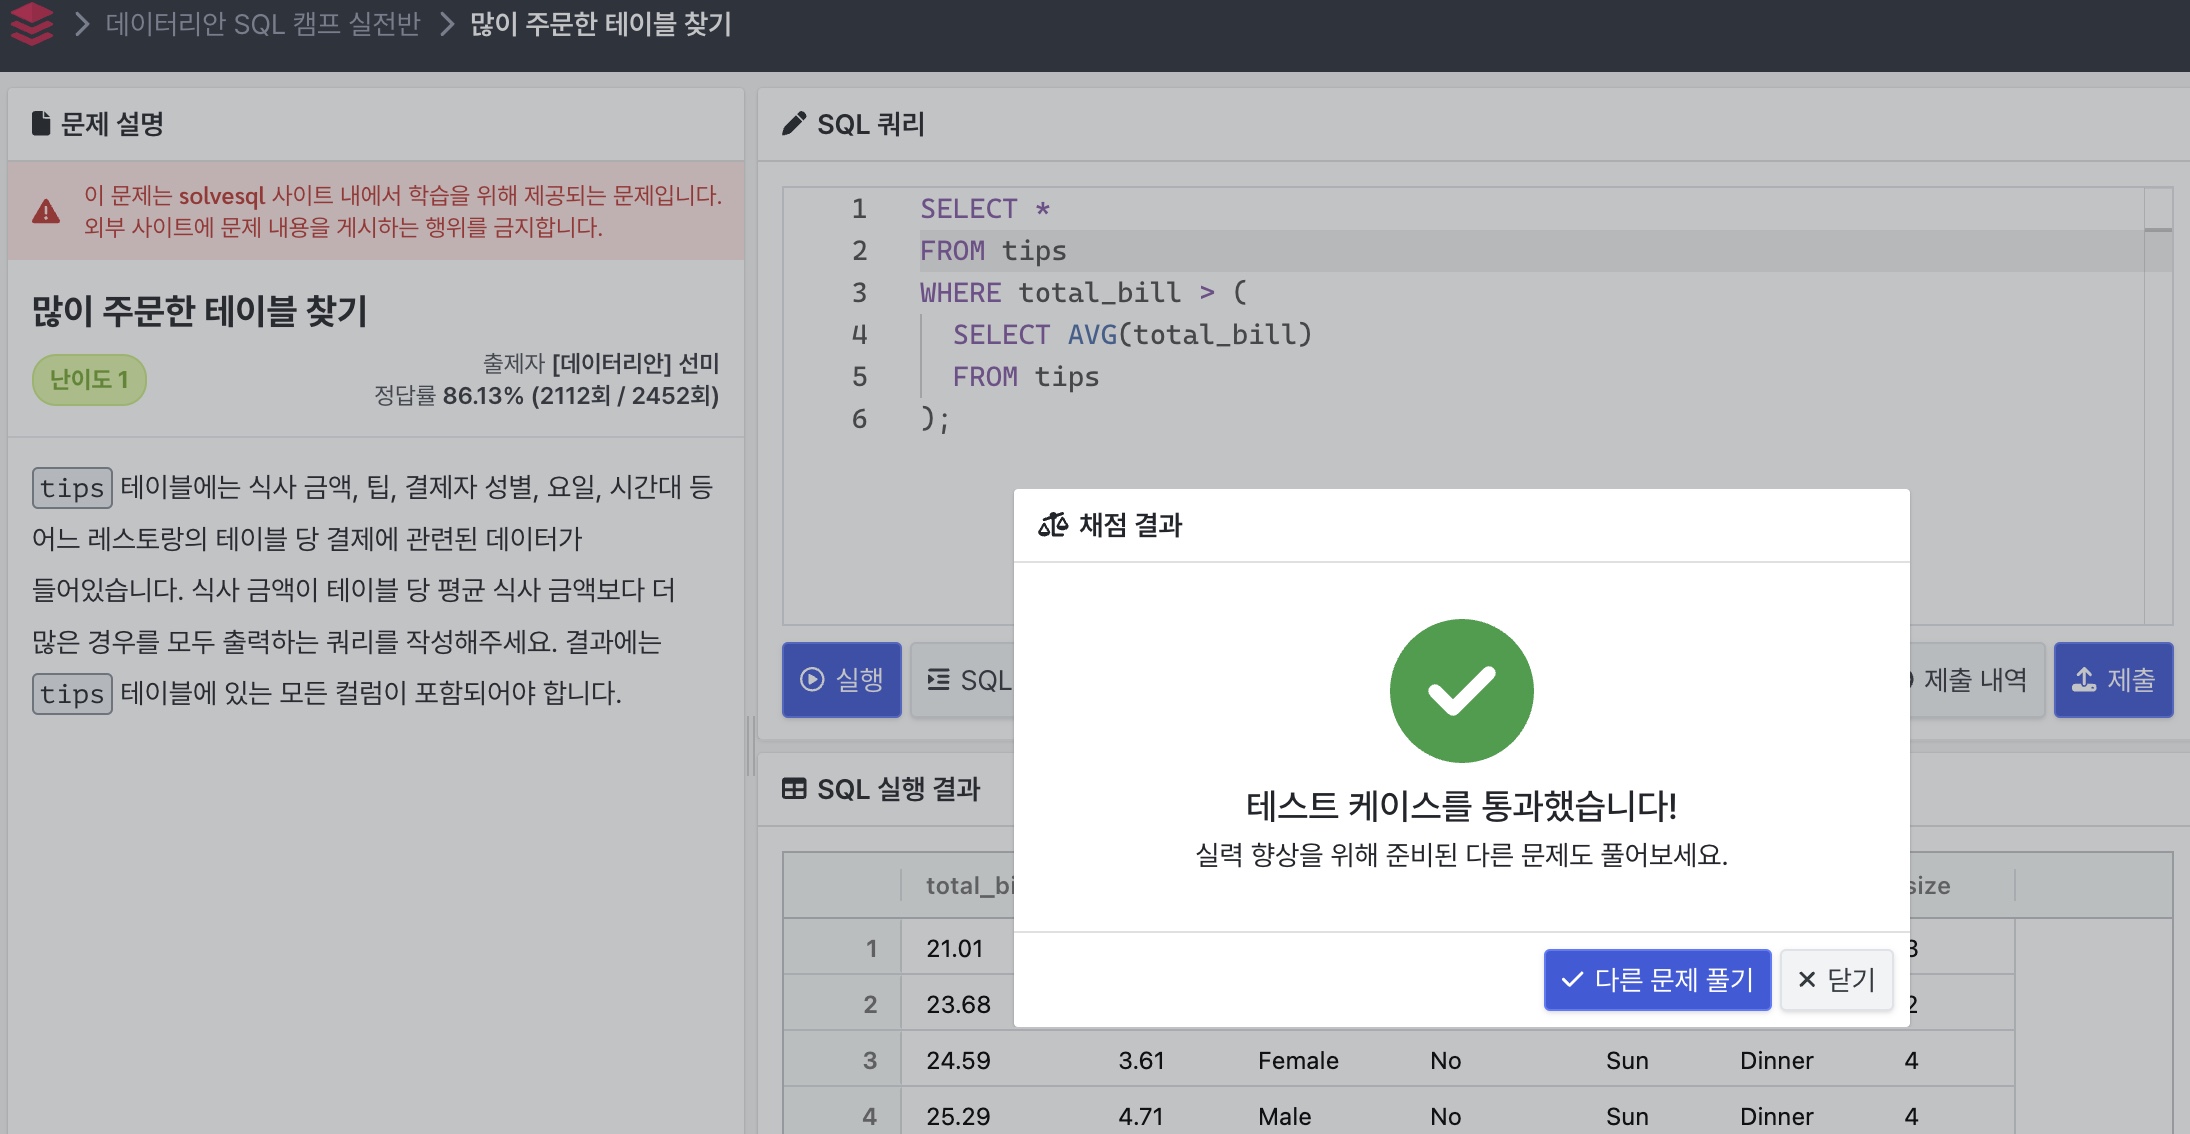 데이터리안 SQL 캠프 실전반 많이 주문한 테이블 찾기
문제 설명
이 문제는 solvesql 사이트 내에서 학습을 위해 제공되는 문제입니다.
외부 사이트에 문제 내용을 게시하는 행위를 금지합니다.
많이 주문한 테이블 찾기
난이도 1
출제자 [데이터리안] 선미
정답률 86.13% (2112회 / 2452회)
tips 테이블에는 식사 금액, 팁, 결제자 성별, 요일, 시간대 등
어느 레스토랑의 테이블 당 결제에 관련된 데이터가
들어있습니다. 식사 금액이 테이블 당 평균 식사 금액보다 더
많은 경우를 모두 출력하는 쿼리를 작성해주세요. 결과에는
tips 테이블에 있는 모든 컬럼이 포함되어야 합니다.
SQL 쿼리
1 SELECT *
2 FROM tips
3 WHERE total_bill > (
4 SELECT AVG(total_bill)
5 FROM tips
6 );
실행 SQL 제출 내역 제출
채점 결과
테스트 케이스를 통과했습니다!
실력 향상을 위해 준비된 다른 문제도 풀어보세요.
다른 문제 풀기 닫기
SQL 실행 결과
total_bi size
1 21.01
2 23.68 2
3 24.59 3.61 Female No Sun Dinner 4
4 25.29 4.71 Male No Sun Dinner 4